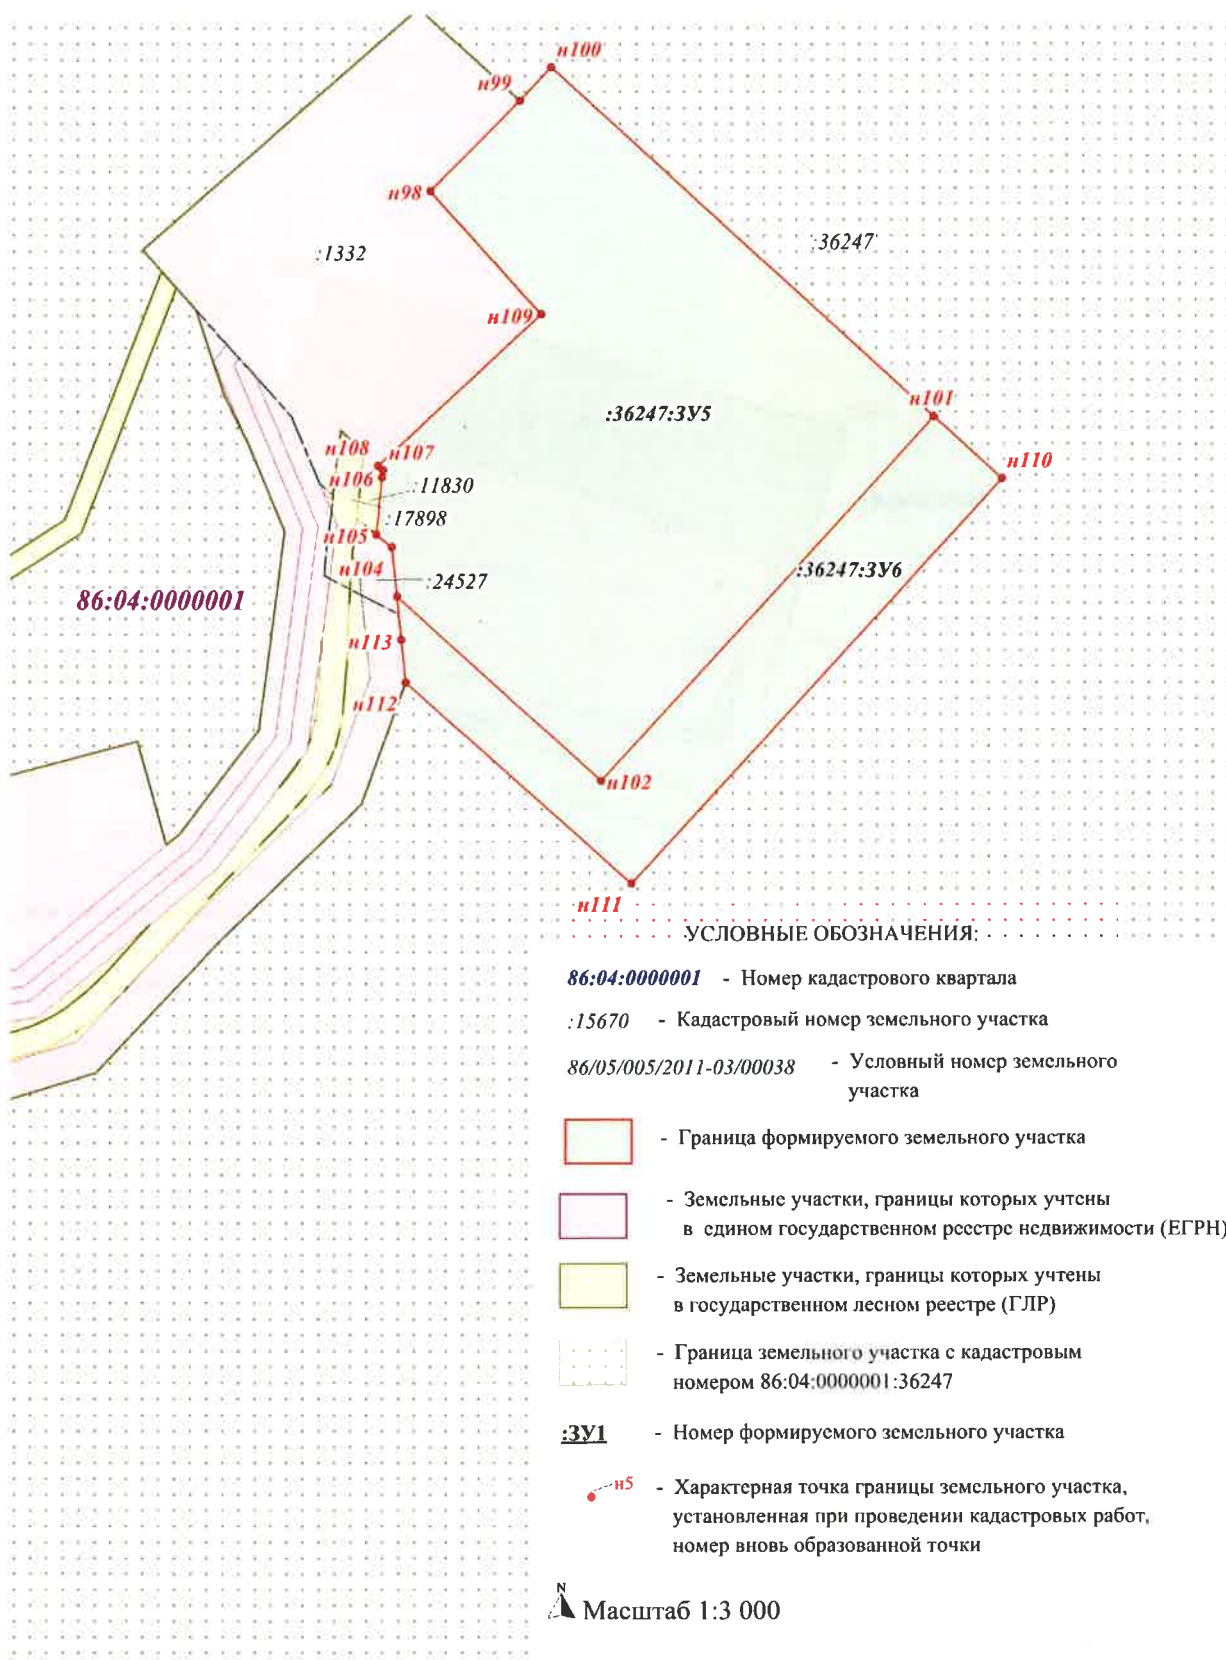 н100
н99
н98
:1332
:36247
н109
н101
:36247:ЗУ5
н108
н107
н110
н106
:11830
:17898
н105
н104
:24527
:36247:ЗУ6
86:04:0000001
н113
н112
н102
н111
УСЛОВНЫЕ ОБОЗНАЧЕНИЯ:
86:04:0000001 - Номер кадастрового квартала
:15670 - Кадастровый номер земельного участка
86/05/005/2011-03/00038 - Условный номер земельного
участка
- Граница формируемого земельного участка
- Земельные участки, границы которых учтены
в едином государственном реестре недвижимости (ЕГРН)
- Земельные участки, границы которых учтены
в государственном лесном реестре (ГЛР)
- Граница земельного участка с кадастровым
номером 86:04:0000001:36247
:ЗУ1 - Номер формируемого земельного участка
н5 - Характерная точка границы земельного участка,
установленная при проведении кадастровых работ,
номер вновь образованной точки
N
Масштаб 1:3 000